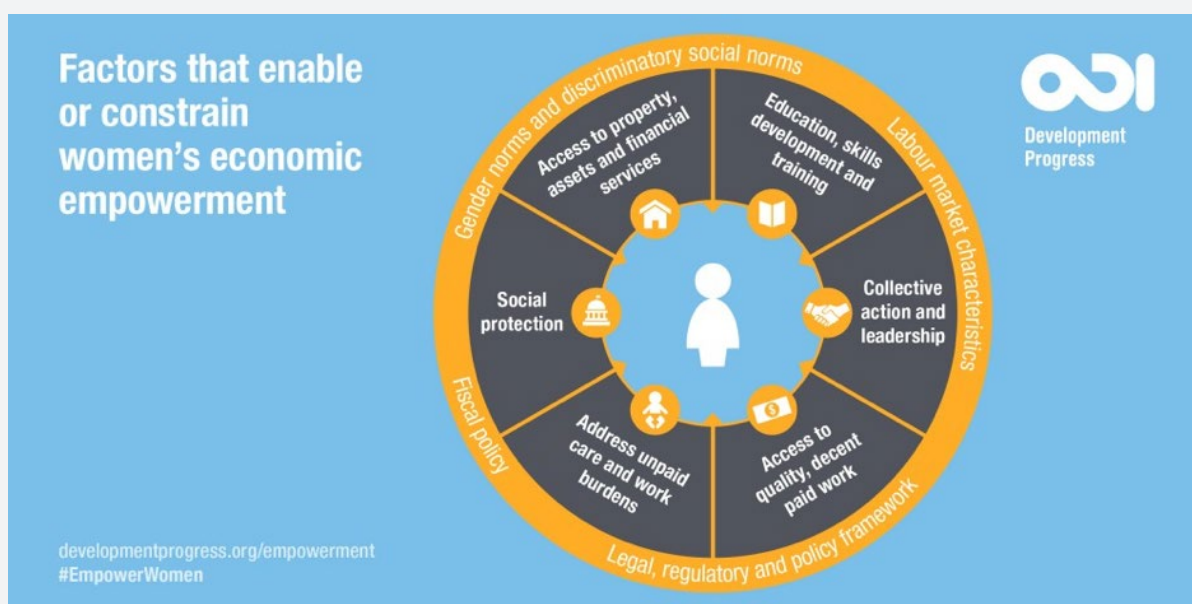 Factors that enable
or constrain
women’s economic
empowerment
ODI
Development
Progress
Gender norms and discriminatory social norms
Labour market characteristics
Legal, regulatory and policy framework
Fiscal policy
Access to property,
assets and financial
services
Education, skills
development and
training
Collective
action and
leadership
Access to
quality, decent
paid work
Address unpaid
care and work
burdens
Social
protection
developmentprogress.org/empowerment
#EmpowerWomen